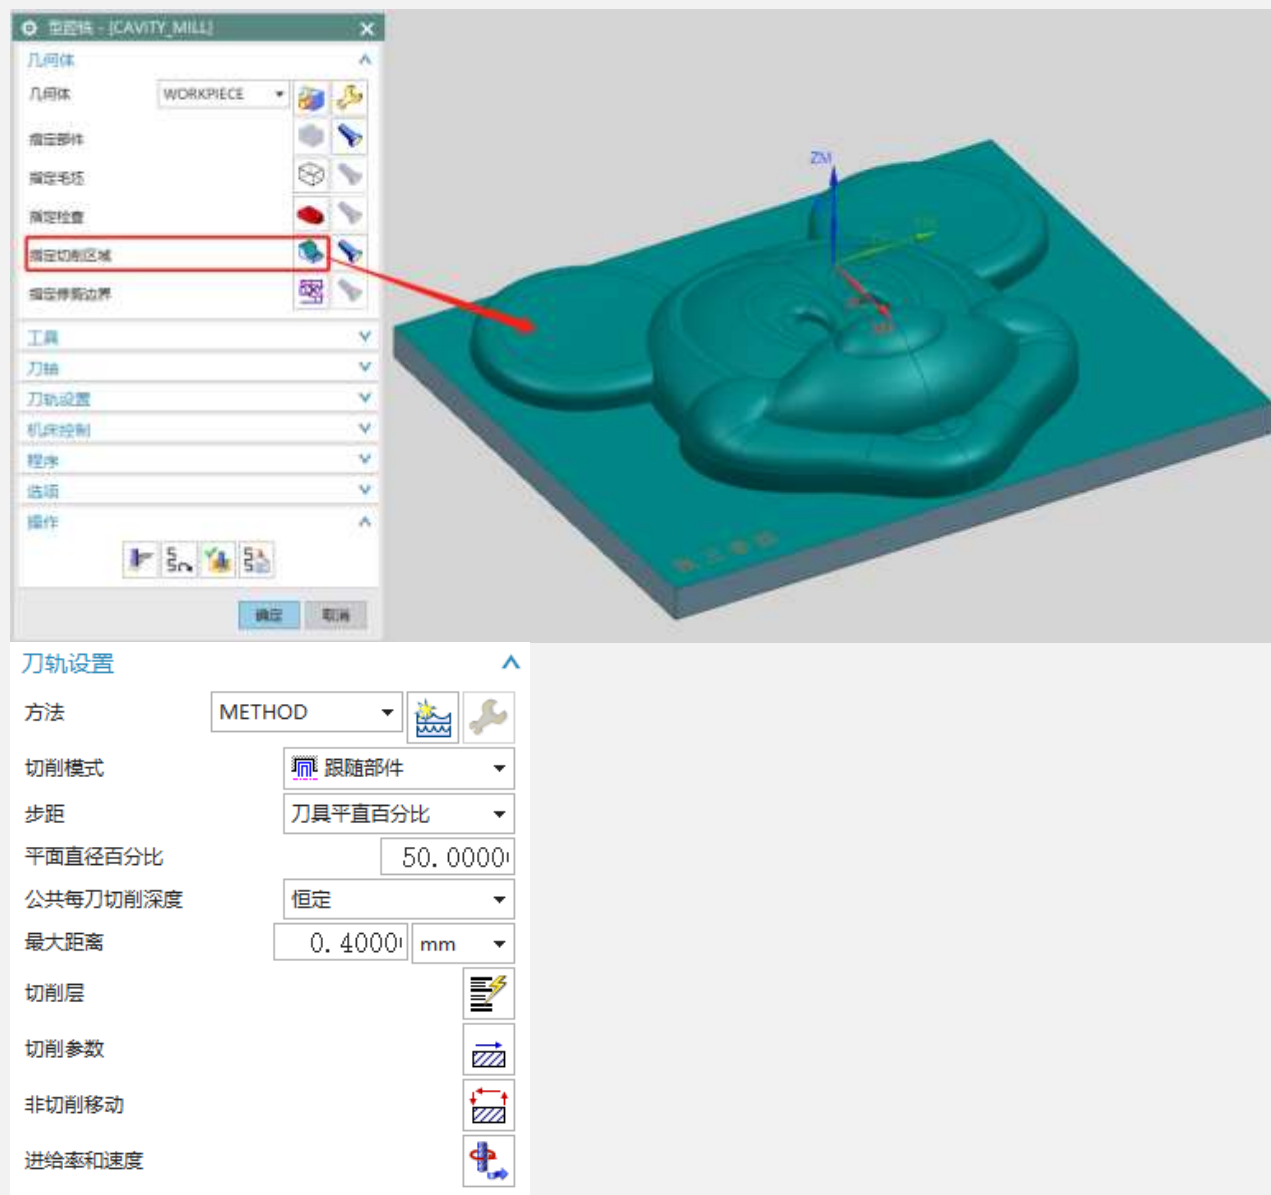 型腔铣 - [CAVITY_MILL]
几何体
几何体 WORKPIECE
指定部件
指定毛坯
指定检查
指定切削区域
指定修剪边界
工具
刀轴
刀轨设置
机床控制
程序
选项
操作
确定 取消
ZM
刀轨设置
方法 METHOD
切削模式 跟随部件
步距 刀具平直百分比
平面直径百分比 50.0000
公共每刀切削深度 恒定
最大距离 0.4000 mm
切削层
切削参数
非切削移动
进给率和速度